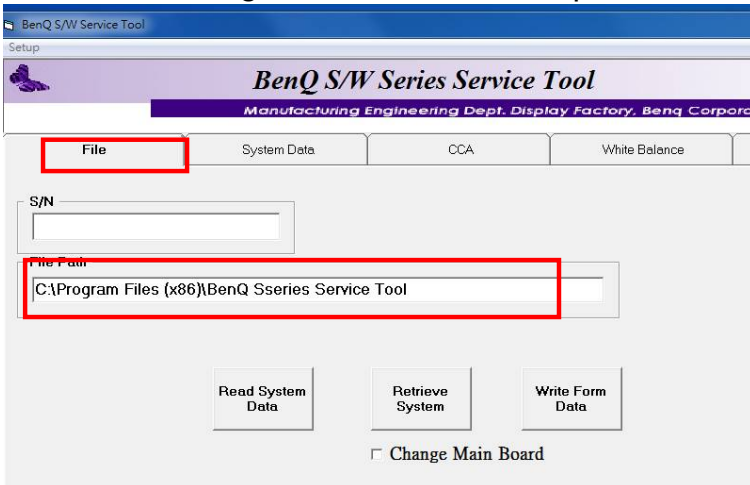 BenQ S/W Service Tool
Setup
BenQ S/W Series Service Tool
Manufacturing Engineering Dept. Display Factory, Benq
File System Data CCA White Balance
S/N
File Path
C:\Program Files (x86)\BenQ Sseries Service Tool
Read System Data
Retrieve System
Write Form Data
Change Main Board